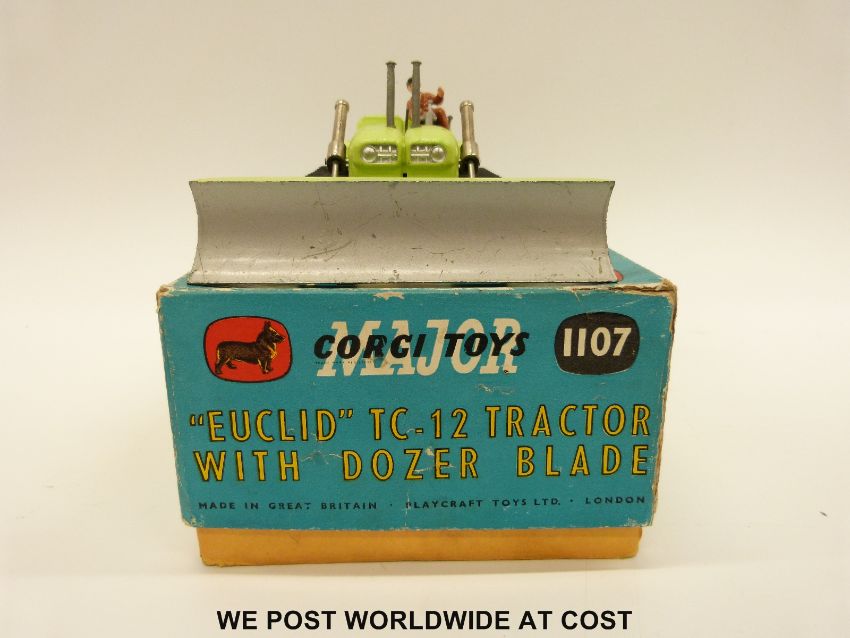 CORGI TOYS
MAJOR
1107
"EUCLID" TC-12 TRACTOR
WITH DOZER BLADE
MADE IN GREAT BRITAIN · PLAYCRAFT TOYS LTD. · LONDON
WE POST WORLDWIDE AT COST